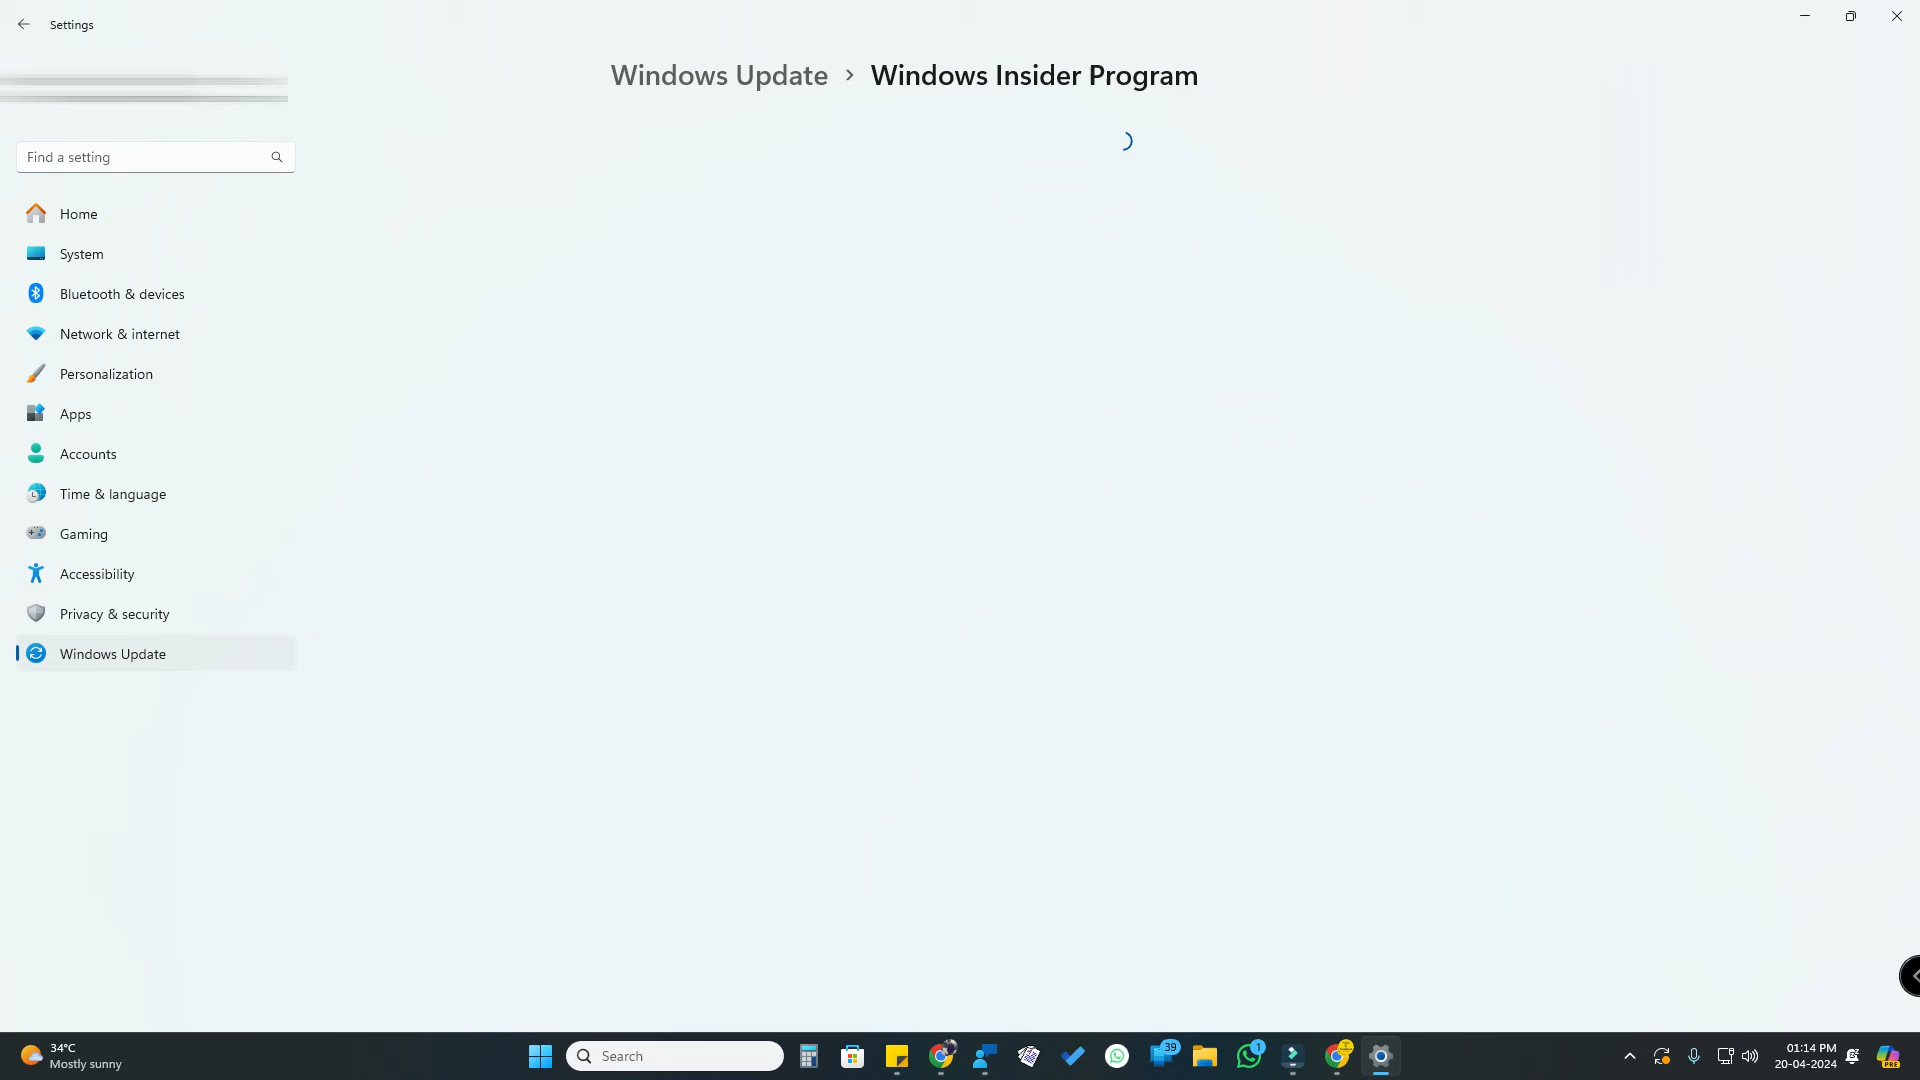 Settings
Windows Update > Windows Insider Program
Find a setting
Home
System
Bluetooth & devices
Network & internet
Personalization
Apps
Accounts
Time & language
Gaming
Accessibility
Privacy & security
Windows Update
34°C
Mostly sunny
Search
39
1
01:14 PM
20-04-2024
PRE